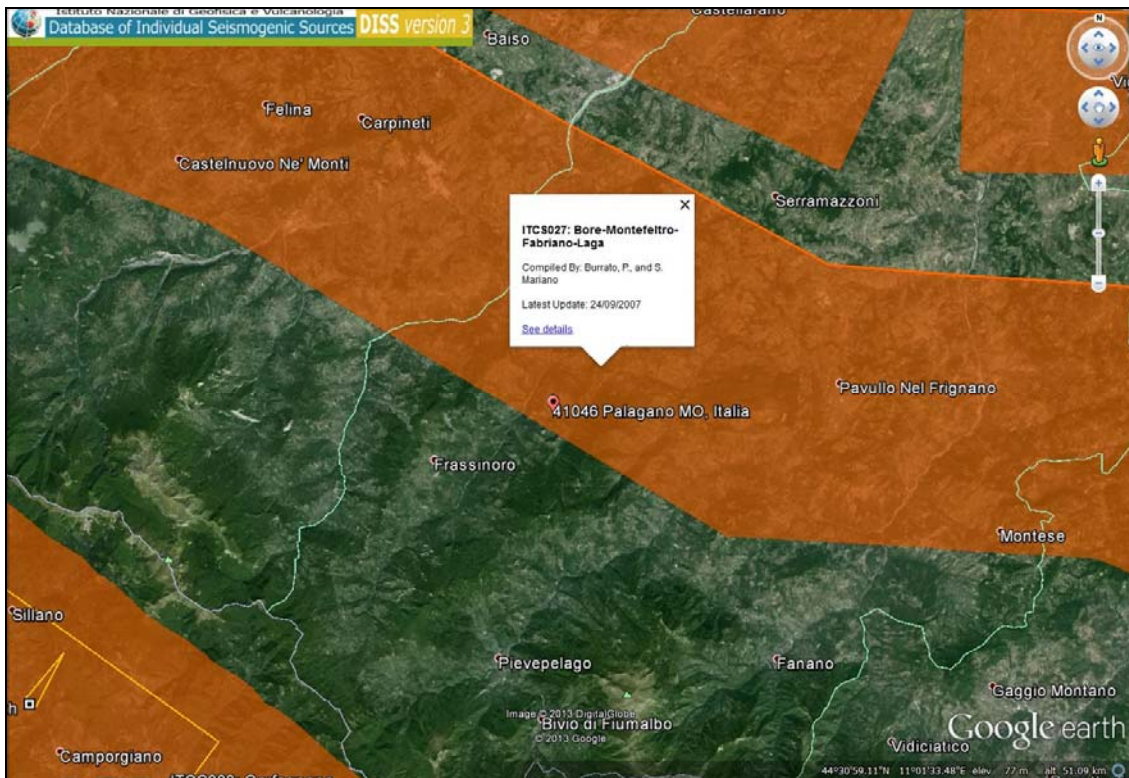 Istituto Nazionale di Geofisica e Vulcanologia
Database of Individual Seismogenic Sources DISS version 3
Castellarano
N
Baiso
Felina
Carpineti
Castelnuovo Ne' Monti
Serramazzoni
ITCS027: Bore-Montefeltro-
Fabriano-Laga
Compiled By: Burrato, P., and S.
Mariano
Latest Update: 24/09/2007
See details
Pavullo Nel Frignano
41046 Palagano MO, Italia
Frassinoro
Montese
Sillano
Pievepelago
Fanano
Gaggio Montano
Image © 2013 DigitalGlobe
Bivio di Fiumalbo
© 2013 Google
Google earth
Vidiciatico
Camporgiano
44°30'59.11"N 11°01'33.48"E elev 77 m alt 51.09 km